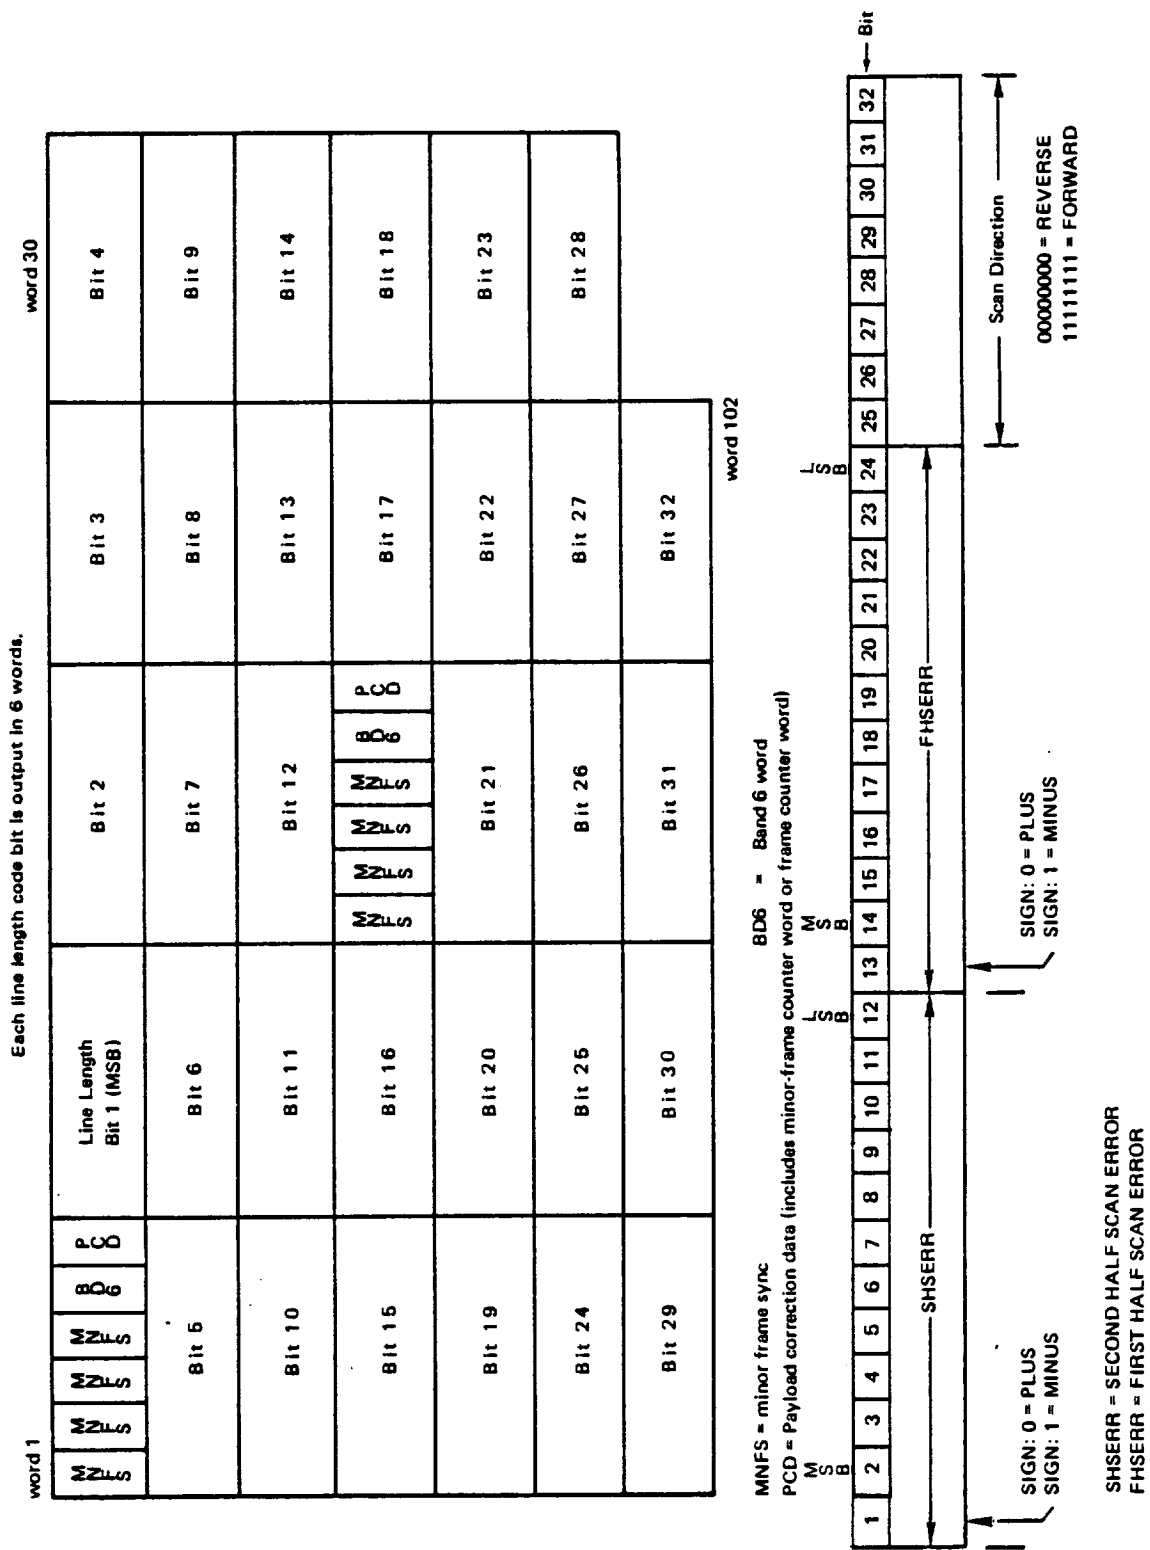 Each line length code bit is output in 6 words.
word 1
word 30
MNFS MNFS MNFS MNFS BD6 PCD
Line Length
Bit 1 (MSB)
Bit 2
Bit 3
Bit 4
Bit 5
Bit 6
Bit 7
Bit 8
Bit 9
Bit 10
Bit 11
Bit 12
Bit 13
Bit 14
Bit 15
Bit 16
MNFS MNFS MNFS MNFS BD6 PCD
Bit 17
Bit 18
Bit 19
Bit 20
Bit 21
Bit 22
Bit 23
Bit 24
Bit 25
Bit 26
Bit 27
Bit 28
Bit 29
Bit 30
Bit 31
Bit 32
word 102
MNFS = minor frame sync
BD6 = Band 6 word
PCD = Payload correction data (includes minor-frame counter word or frame counter word)
MSB
LSB
MSB
LSB
1 2 3 4 5 6 7 8 9 10 11 12 13 14 15 16 17 18 19 20 21 22 23 24 25 26 27 28 29 30 31 32
Bit
SHSERR
FHSERR
Scan Direction
SIGN: 0 = PLUS
SIGN: 1 = MINUS
SIGN: 0 = PLUS
SIGN: 1 = MINUS
00000000 = REVERSE
11111111 = FORWARD
SHSERR = SECOND HALF SCAN ERROR
FHSERR = FIRST HALF SCAN ERROR